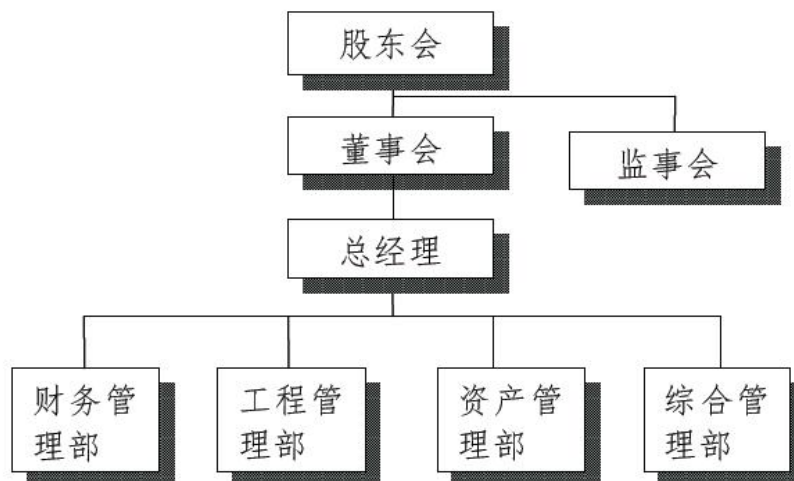 股东会
董事会
监事会
总经理
财务管
理部
工程管
理部
资产管
理部
综合管
理部